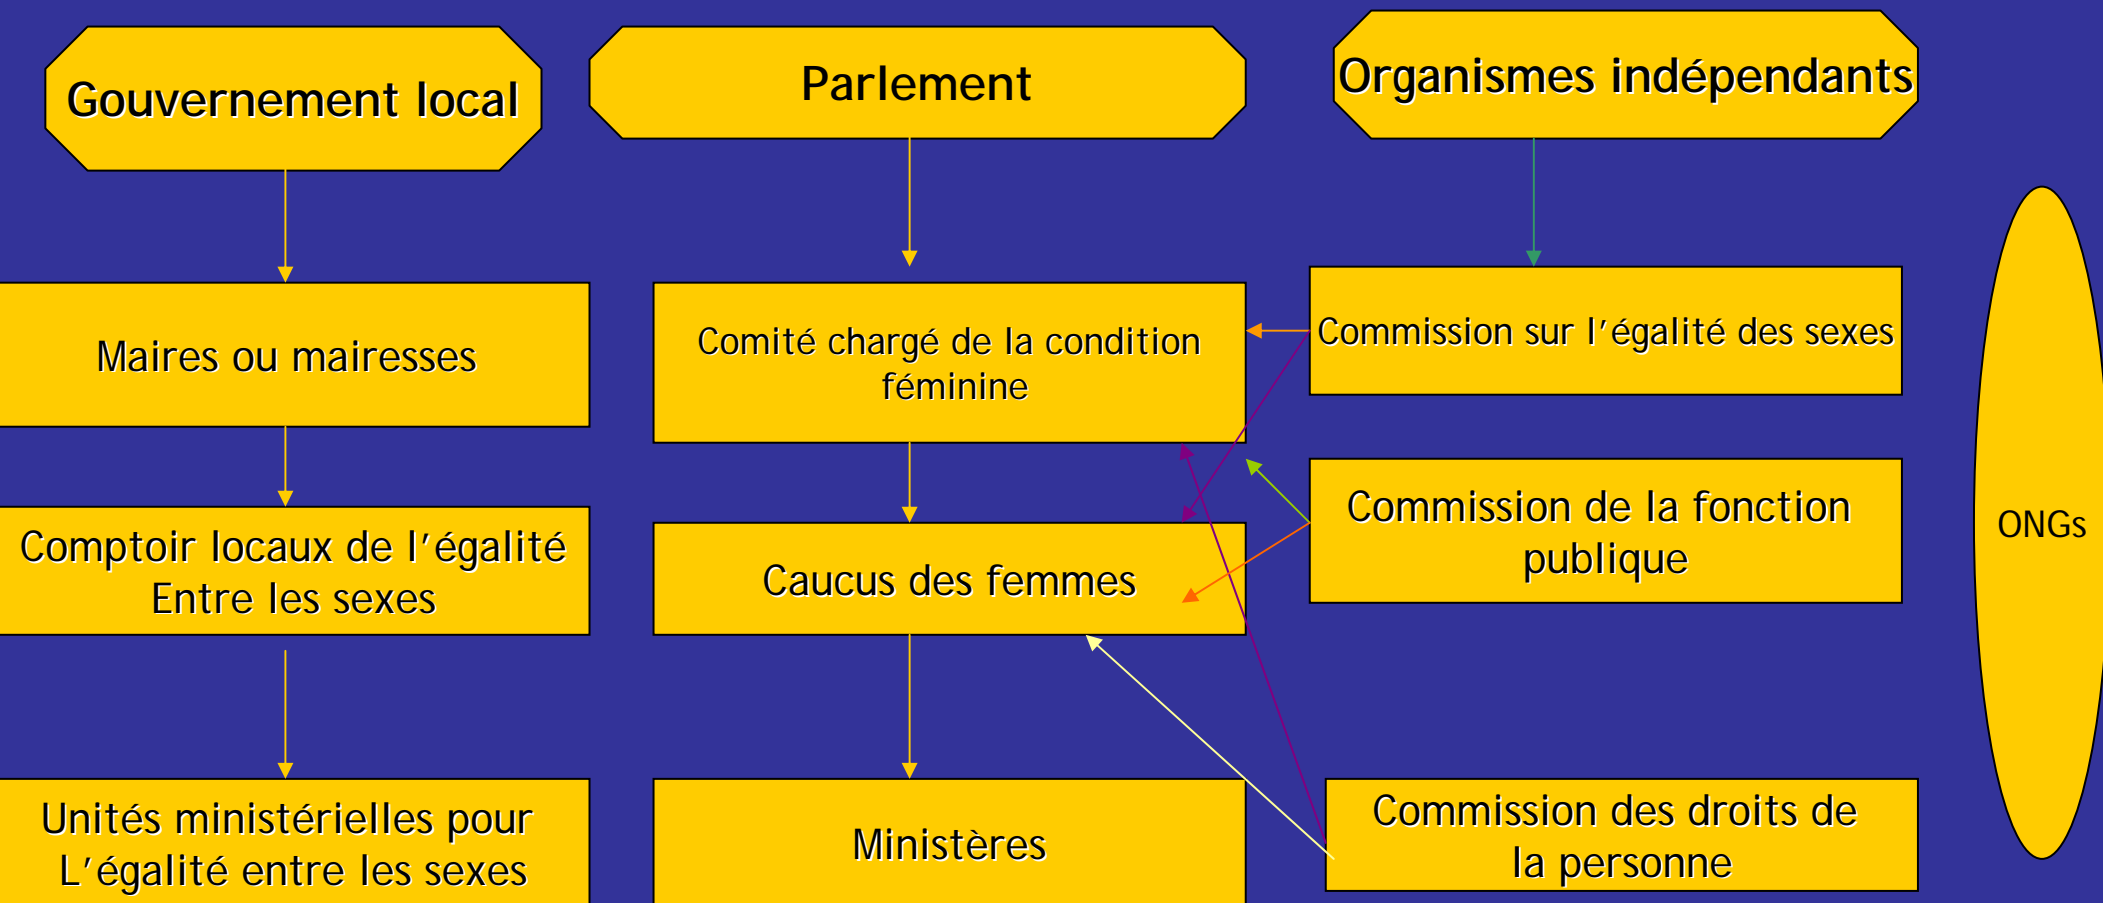 Gouvernement local
Parlement
Organismes indépendants
Maires ou mairesses
Comité chargé de la condition
féminine
Commission sur l’égalité des sexes
Comptoir locaux de l’égalité
Entre les sexes
Caucus des femmes
Commission de la fonction
publique
ONGs
Unités ministérielles pour
L’égalité entre les sexes
Ministères
Commission des droits de
la personne